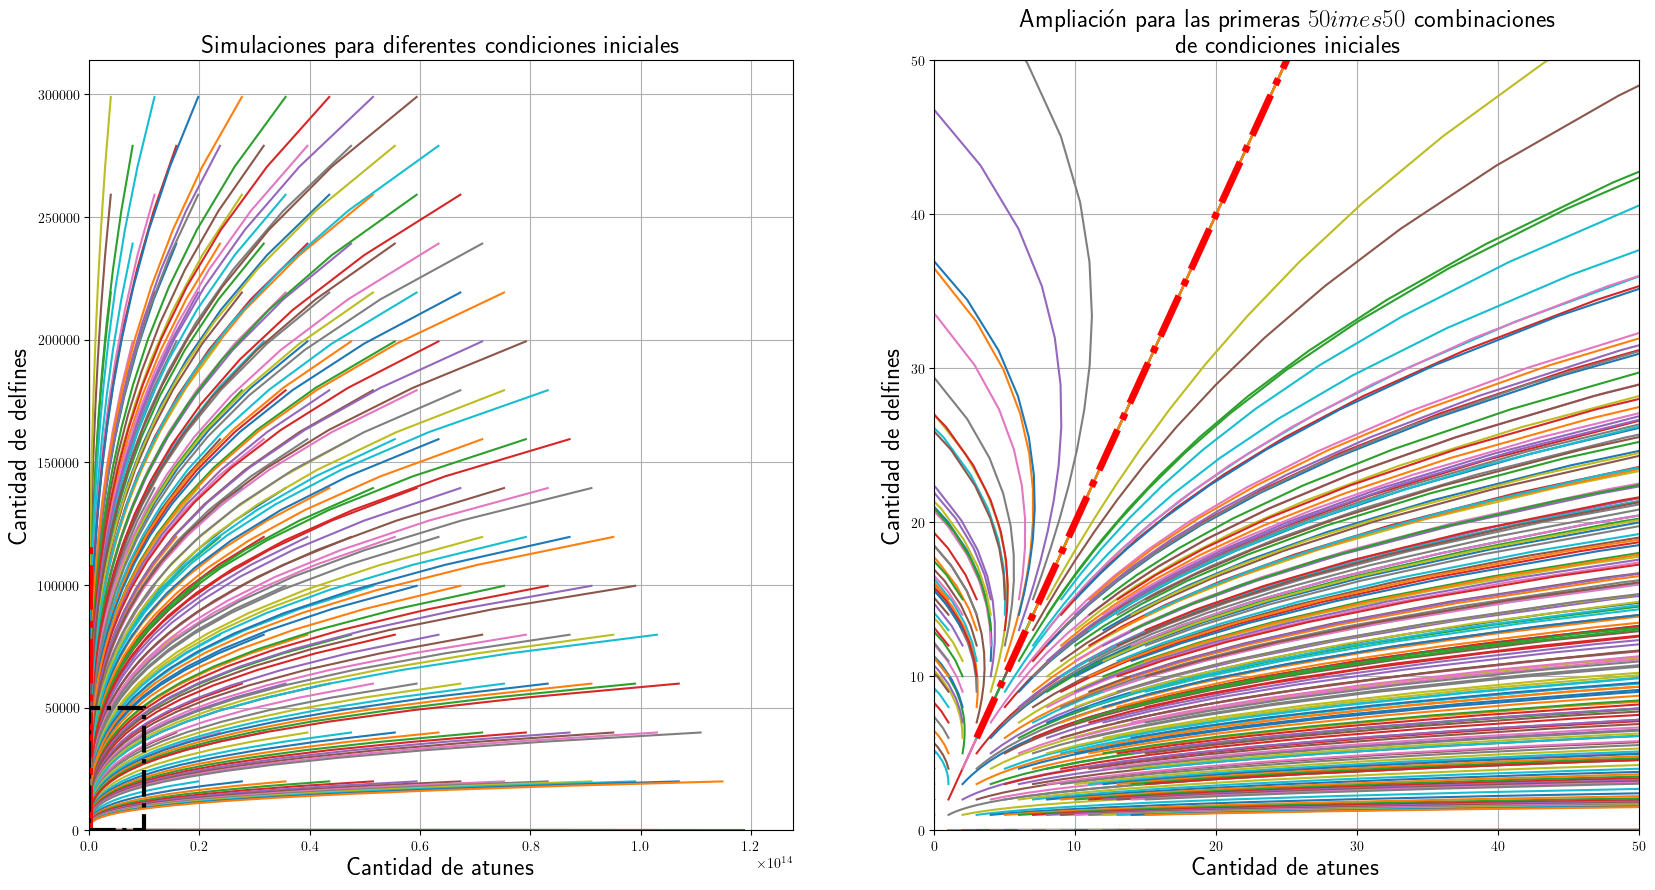 Simulaciones para diferentes condiciones iniciales
300000
250000
200000
150000
100000
50000
0
Cantidad de delfines
0.0 0.2 0.4 0.6 0.8 1.0 1.2
×10¹⁴
Cantidad de atunes
Ampliación para las primeras 50imes50 combinaciones
de condiciones iniciales
50
40
30
20
10
0
Cantidad de delfines
0 10 20 30 40 50
Cantidad de atunes